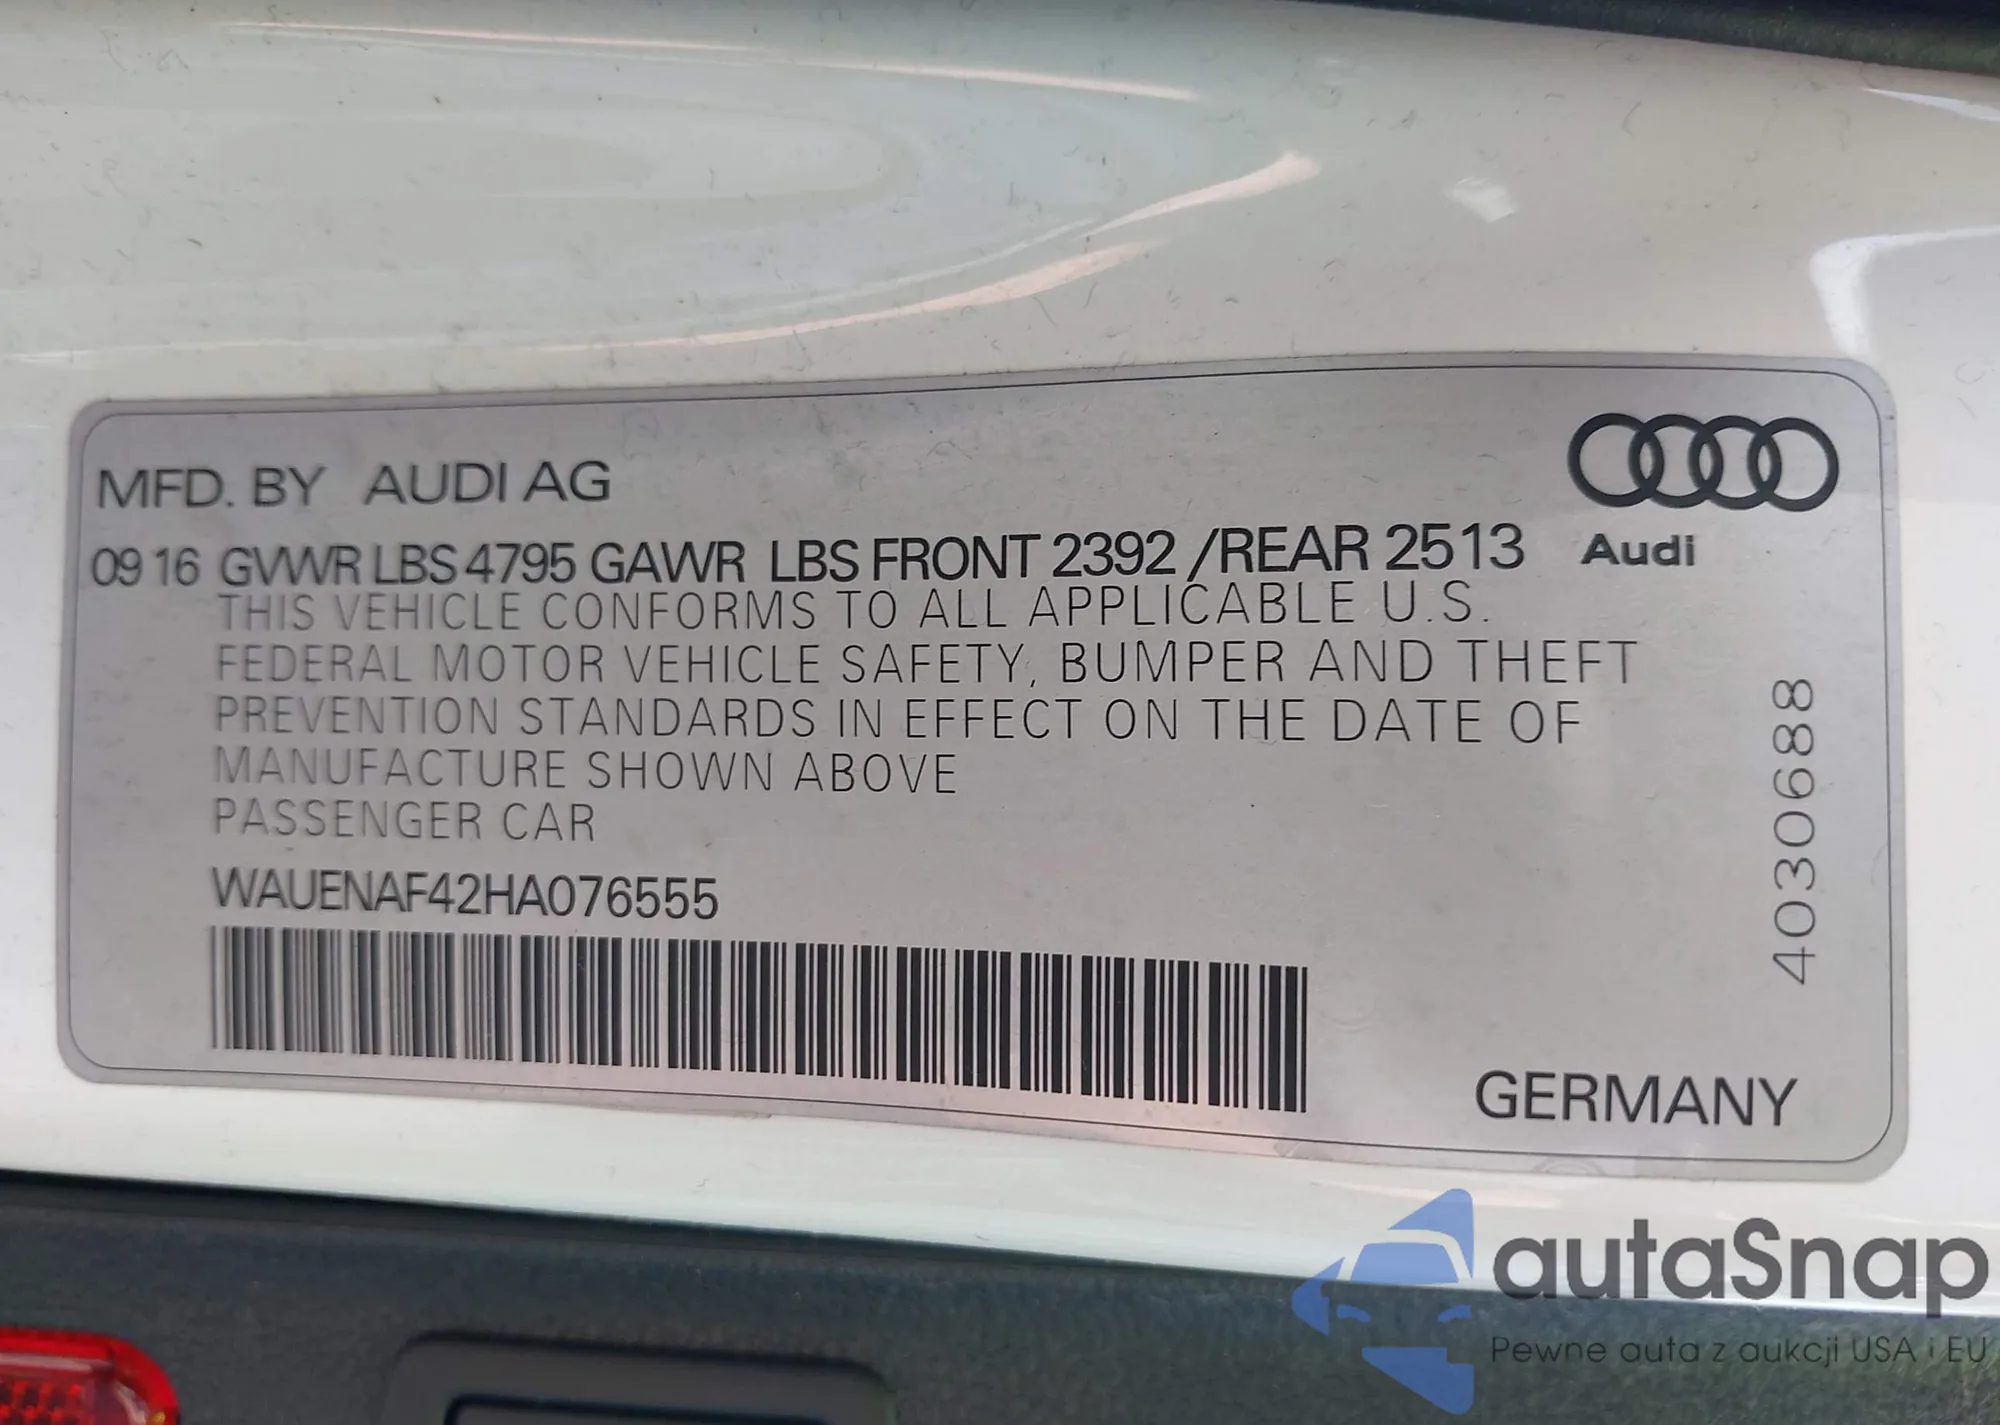 MFD. BY AUDI AG
09 16 GVWR LBS 4795 GAWR LBS FRONT 2392 /REAR 2513
Audi
THIS VEHICLE CONFORMS TO ALL APPLICABLE U.S.
FEDERAL MOTOR VEHICLE SAFETY, BUMPER AND THEFT
PREVENTION STANDARDS IN EFFECT ON THE DATE OF
MANUFACTURE SHOWN ABOVE
PASSENGER CAR
WAUENAF42HA076555
4030688
GERMANY
autaSnap
Pewne auta z aukcji USA i EU